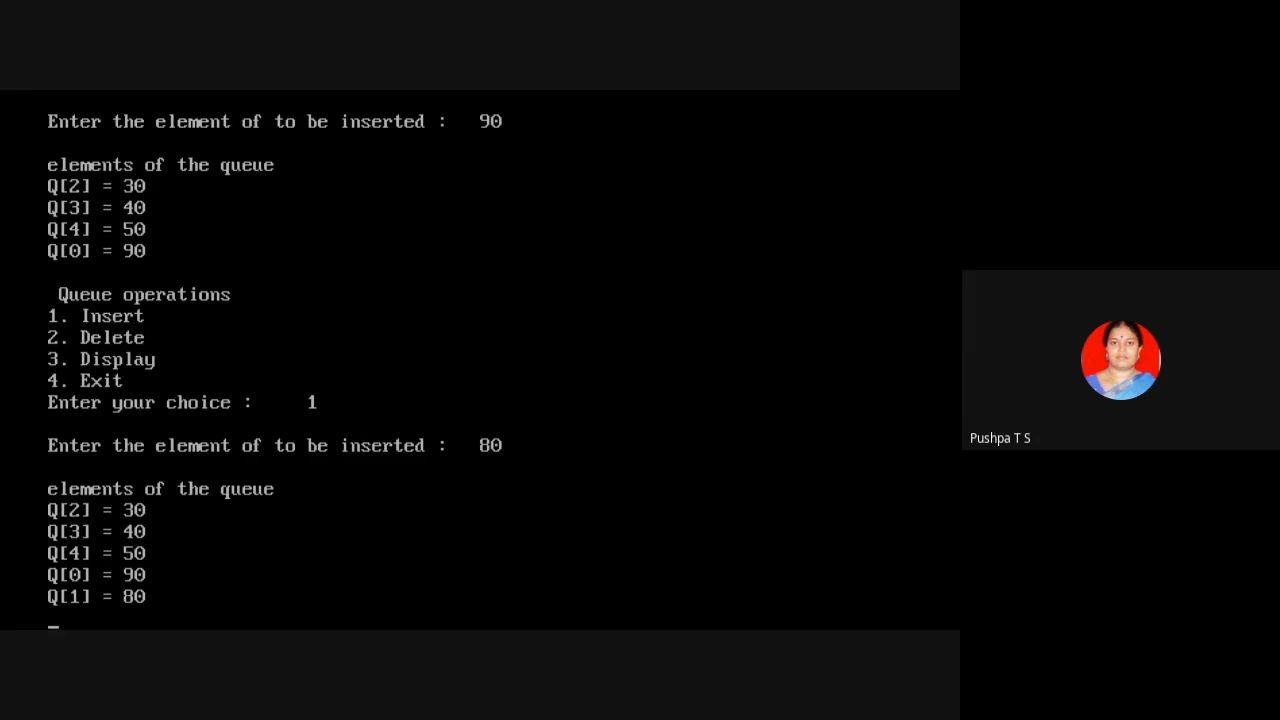 Enter the element of to be inserted : 90
elements of the queue
Q[2] = 30
Q[3] = 40
Q[4] = 50
Q[0] = 90
Queue operations
1. Insert
2. Delete
3. Display
4. Exit
Enter your choice : 1
Enter the element of to be inserted : 80
elements of the queue
Q[2] = 30
Q[3] = 40
Q[4] = 50
Q[0] = 90
Q[1] = 80
_
Pushpa T S